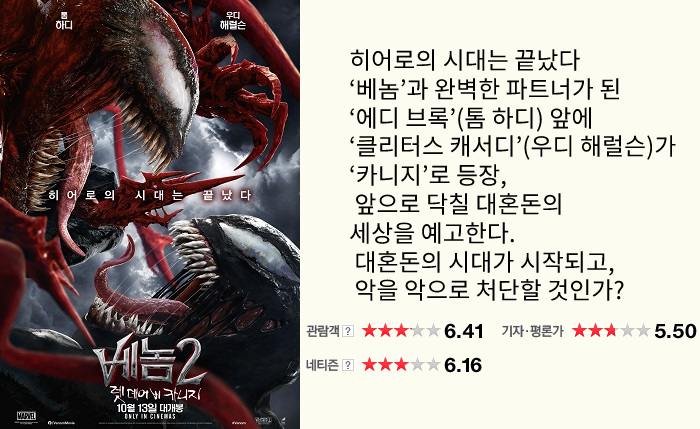 톰
하디
우디
해럴슨
히어로의 시대는 끝났다
베놈2
렛 데어 비 카니지
10월 13일 대개봉
ONLY IN CINEMAS
MARVEL
히어로의 시대는 끝났다
‘베놈’과 완벽한 파트너가 된
‘에디 브록’(톰 하디) 앞에
‘클리터스 캐서디’(우디 해럴슨)가
‘카니지’로 등장,
앞으로 닥칠 대혼돈의
세상을 예고한다.
대혼돈의 시대가 시작되고,
악을 악으로 처단할 것인가?
관람객 ? 6.41 기자·평론가 5.50
네티즌 ? 6.16